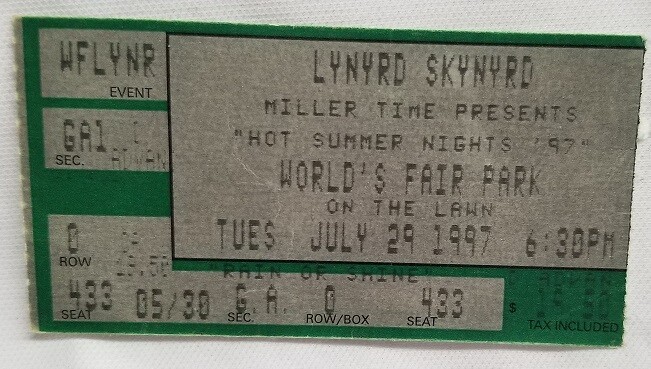 WFLYNR
EVENT
LYNYRD SKYNYRD
MILLER TIME PRESENTS
"HOT SUMMER NIGHTS '97"
GA1
SEC.
WORLD'S FAIR PARK
ON THE LAWN
TUES JULY 29 1997 6:30PM
0
ROW
"RAIN OR SHINE"
433 05/30 G.A. 0 433
SEAT SEC. ROW/BOX SEAT $ TAX INCLUDED